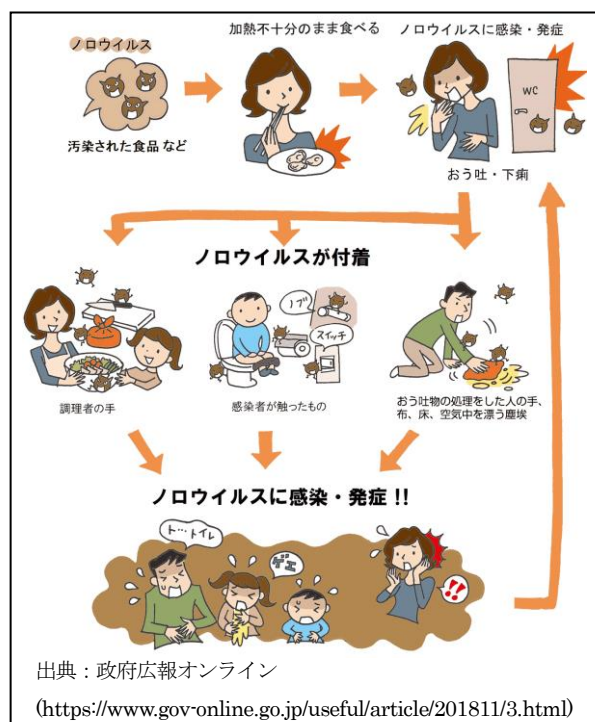 ノロウイルス
汚染された食品 など
加熱不十分のまま食べる
ノロウイルスに感染・発症
WC
おう吐・下痢
ノロウイルスが付着
ノブ
スイッチ
調理者の手
感染者が触ったもの
おう吐物の処理をした人の手、
布、床、空気中を漂う塵埃
ノロウイルスに感染・発症 !!
ト…トイレ
ゲエ
!!
出典:政府広報オンライン
(https://www.gov-online.go.jp/useful/article/201811/3.html)